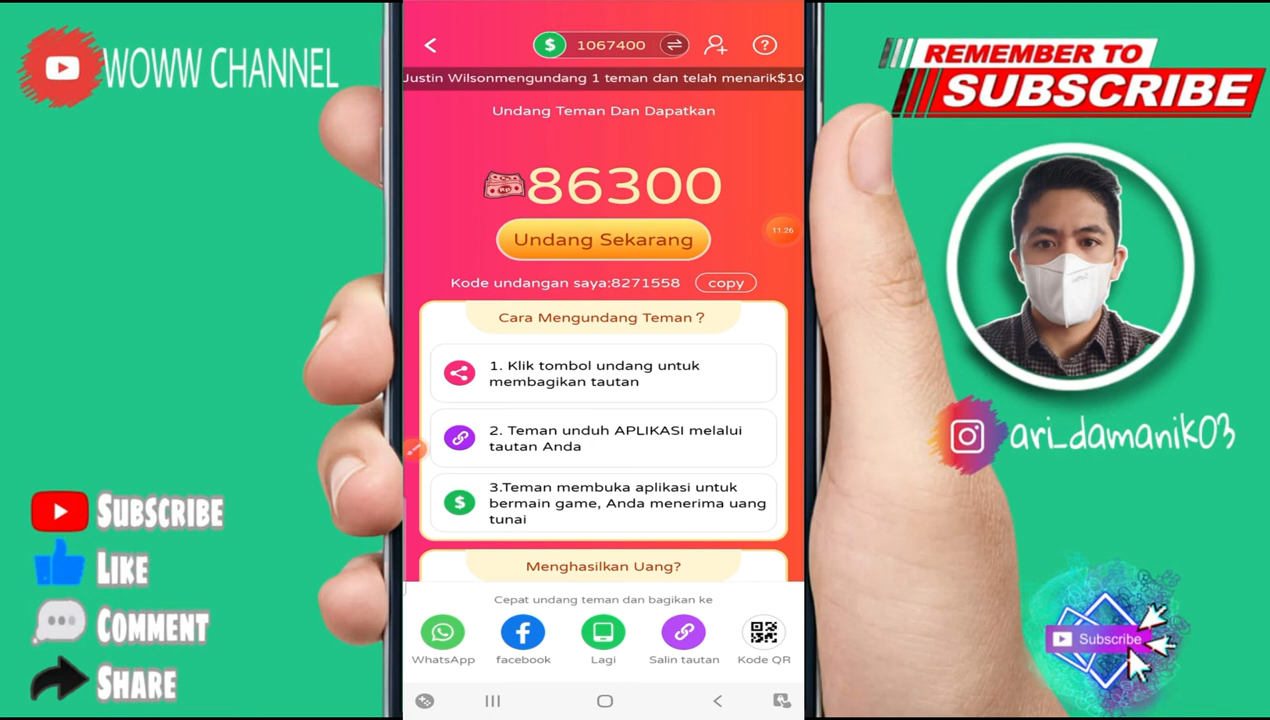 WOWW CHANNEL
1067400
Justin Wilsonmengundang 1 teman dan telah menarik$10
Undang Teman Dan Dapatkan
Rp
86300
Undang Sekarang
11.26
Kode undangan saya:8271558
copy
Cara Mengundang Teman?
1. Klik tombol undang untuk
membagikan tautan
2. Teman unduh APLIKASI melalui
tautan Anda
3.Teman membuka aplikasi untuk
bermain game, Anda menerima uang
tunai
Menghasilkan Uang?
Cepat undang teman dan bagikan ke
WhatsApp
facebook
Lagi
Salin tautan
Kode QR
REMEMBER TO
SUBSCRIBE
ari_damanik03
SUBSCRIBE
LIKE
COMMENT
SHARE
Subscribe